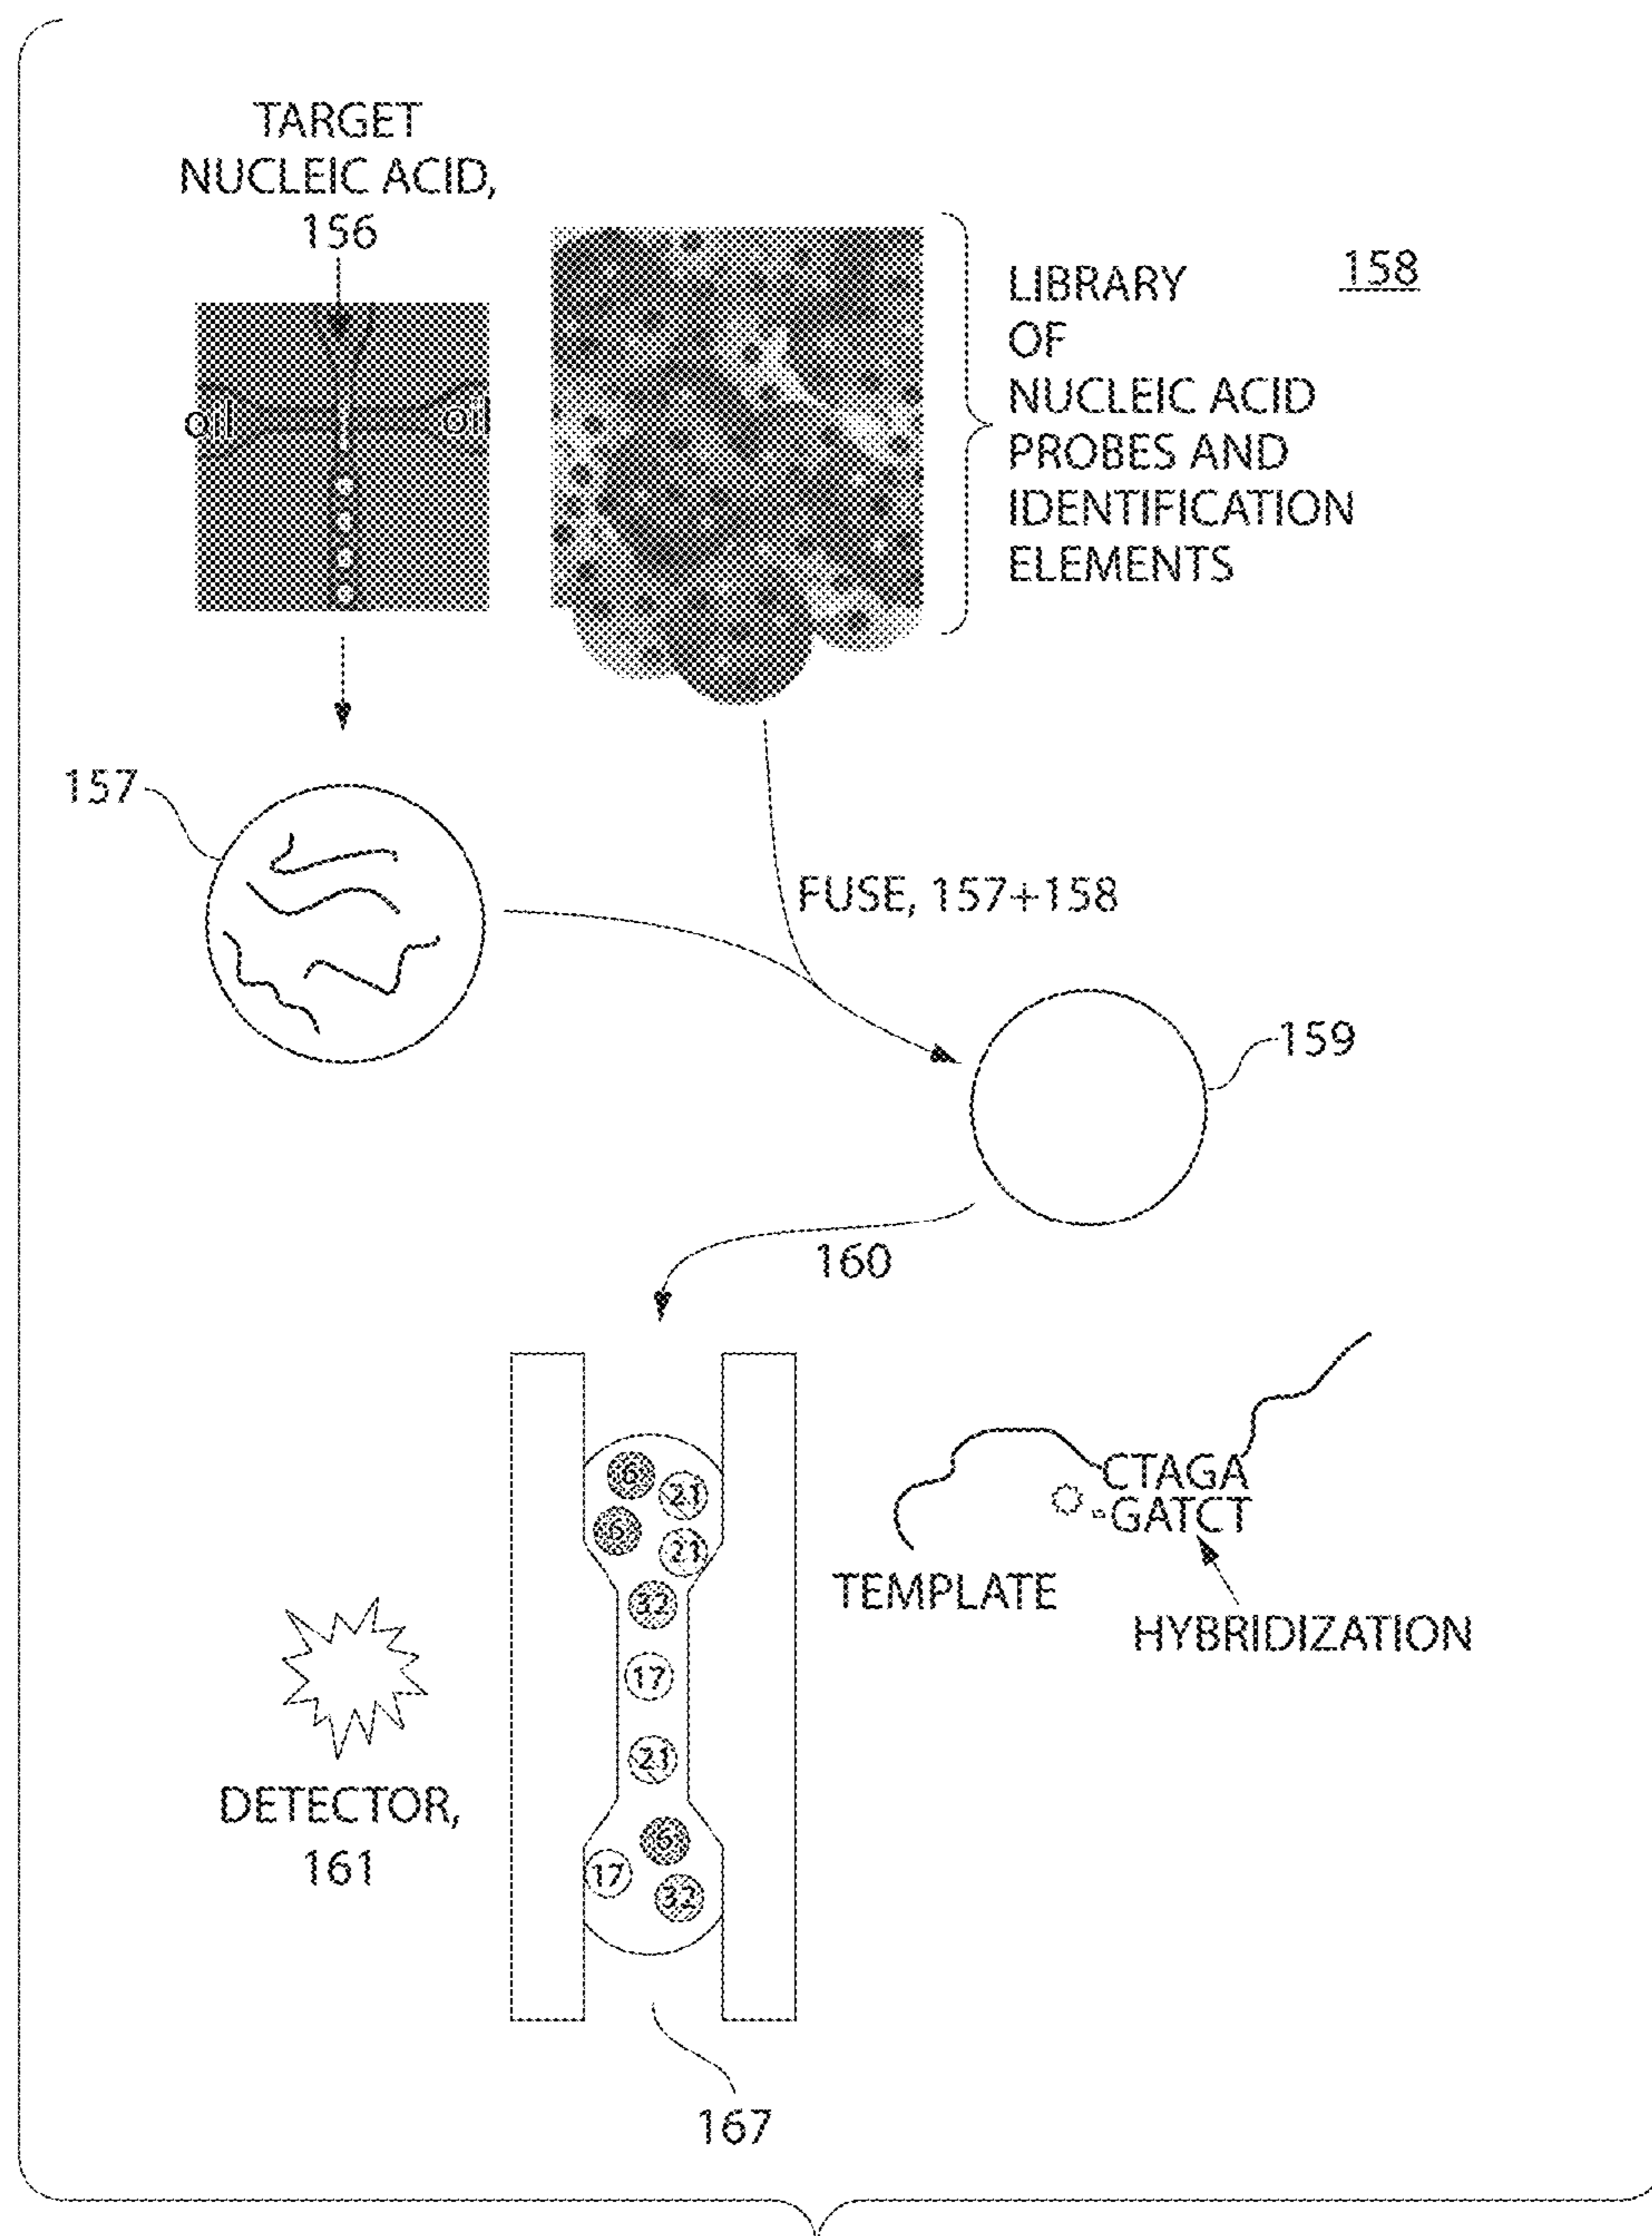 TARGET
NUCLEIC ACID,
156
158
LIBRARY
OF
NUCLEIC ACID
PROBES AND
IDENTIFICATION
ELEMENTS
oil
oil
157
FUSE, 157+158
159
160
6
21
6
21
32
17
21
6
17
32
CTAGA
-GATCT
TEMPLATE
HYBRIDIZATION
DETECTOR,
161
167